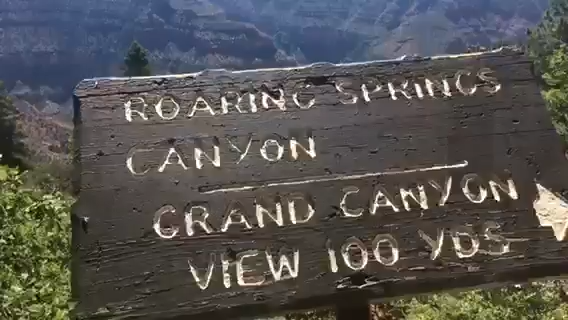 ROARING SPRINGS
CANYON
GRAND CANYON
VIEW 100 YDS